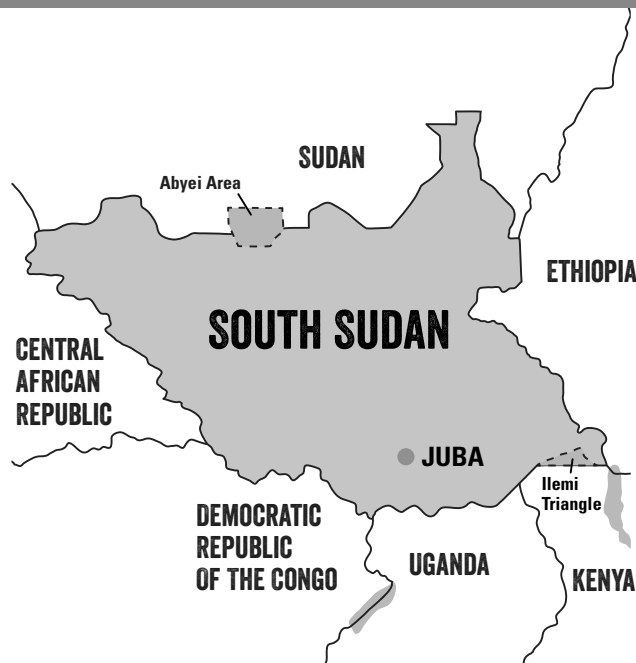 SUDAN
Abyei Area
ETHIOPIA
SOUTH SUDAN
CENTRAL
AFRICAN
REPUBLIC
JUBA
Ilemi
Triangle
DEMOCRATIC
REPUBLIC
OF THE CONGO
UGANDA
KENYA